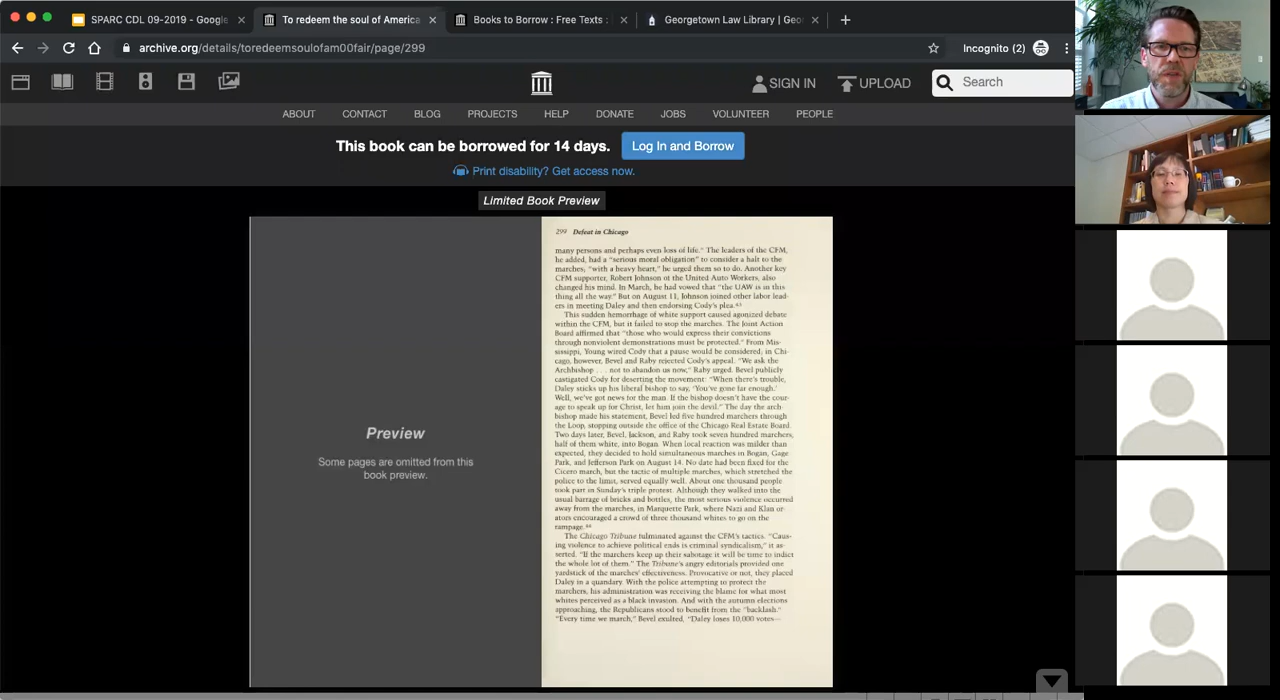 SPARC CDL 09-2019 - Google
To redeem the soul of America
Books to Borrow : Free Texts :
Georgetown Law Library | Geor
archive.org/details/toredeemsoulofam00fair/page/299
Incognito (2)
SIGN IN
UPLOAD
Search
ABOUT CONTACT BLOG PROJECTS HELP DONATE JOBS VOLUNTEER PEOPLE
This book can be borrowed for 14 days.
Log In and Borrow
Print disability? Get access now.
Limited Book Preview
Preview
Some pages are omitted from this
book preview.
299 Defeat in Chicago
many persons and perhaps even loss of life." The leaders of the CFM,
he added, had a "serious moral obligation" to consider a halt to the
marches; "with a heavy heart," he urged them so to do. Another key
CFM supporter, Robert Johnson of the United Auto Workers, also
changed his mind. In March, he had vowed that "the UAW is in this
thing all the way." But on August 11, Johnson joined other labor lead-
ers in meeting Daley and then endorsing Cody's plea.⁶³
This sudden hemorrhage of white support caused agonized debate
within the CFM, but it failed to stop the marches. The Joint Action
Board affirmed that "those who would express their convictions
through nonviolent demonstrations must be protected." From Mis-
sissippi, Young wired Cody that a pause would be considered; in Chi-
cago, however, Bevel and Raby rejected Cody's appeal. "We ask the
Archbishop . . . not to abandon us now," Raby urged. Bevel publicly
castigated Cody for deserting the movement: "When there's trouble,
Daley sticks up his liberal bishop to say, 'You've gone far enough.'
Well, we've got news for the man. If the bishop doesn't have the cour-
age to speak up for Christ, let him join the devil." The day the arch-
bishop made his statement, Bevel led five hundred marchers through
the Loop, stopping outside the office of the Chicago Real Estate Board.
Two days later, Bevel, Jackson, and Raby took seven hundred marchers,
half of them white, into Bogan. When local reaction was milder than
expected, they decided to hold simultaneous marches in Bogan, Gage
Park, and Jefferson Park on August 14. No date had been fixed for the
Cicero march, but the tactic of multiple marches, which stretched the
police to the limit, served equally well. About one thousand people
took part in Sunday's triple protest. Although they walked into the
usual barrage of bricks and bottles, the most serious violence occurred
away from the marches, in Marquette Park, where Nazi and Klan or-
ators encouraged a crowd of three thousand whites to go on the
rampage.⁶⁴
The Chicago Tribune fulminated against the CFM's tactics. "Caus-
ing violence to achieve political ends is criminal syndicalism," it as-
serted. "If the marchers keep up their sabotage it will be time to indict
the whole lot of them." The Tribune's angry editorials provided one
yardstick of the marches' effectiveness. Provocative or not, they placed
Daley in a quandary. With the police attempting to protect the
marchers, his administration was receiving the blame for what most
whites perceived as a black invasion. And with the autumn elections
approaching, the Republicans stood to benefit from the "backlash."
"Every time we march," Bevel exulted, "Daley loses 10,000 votes—